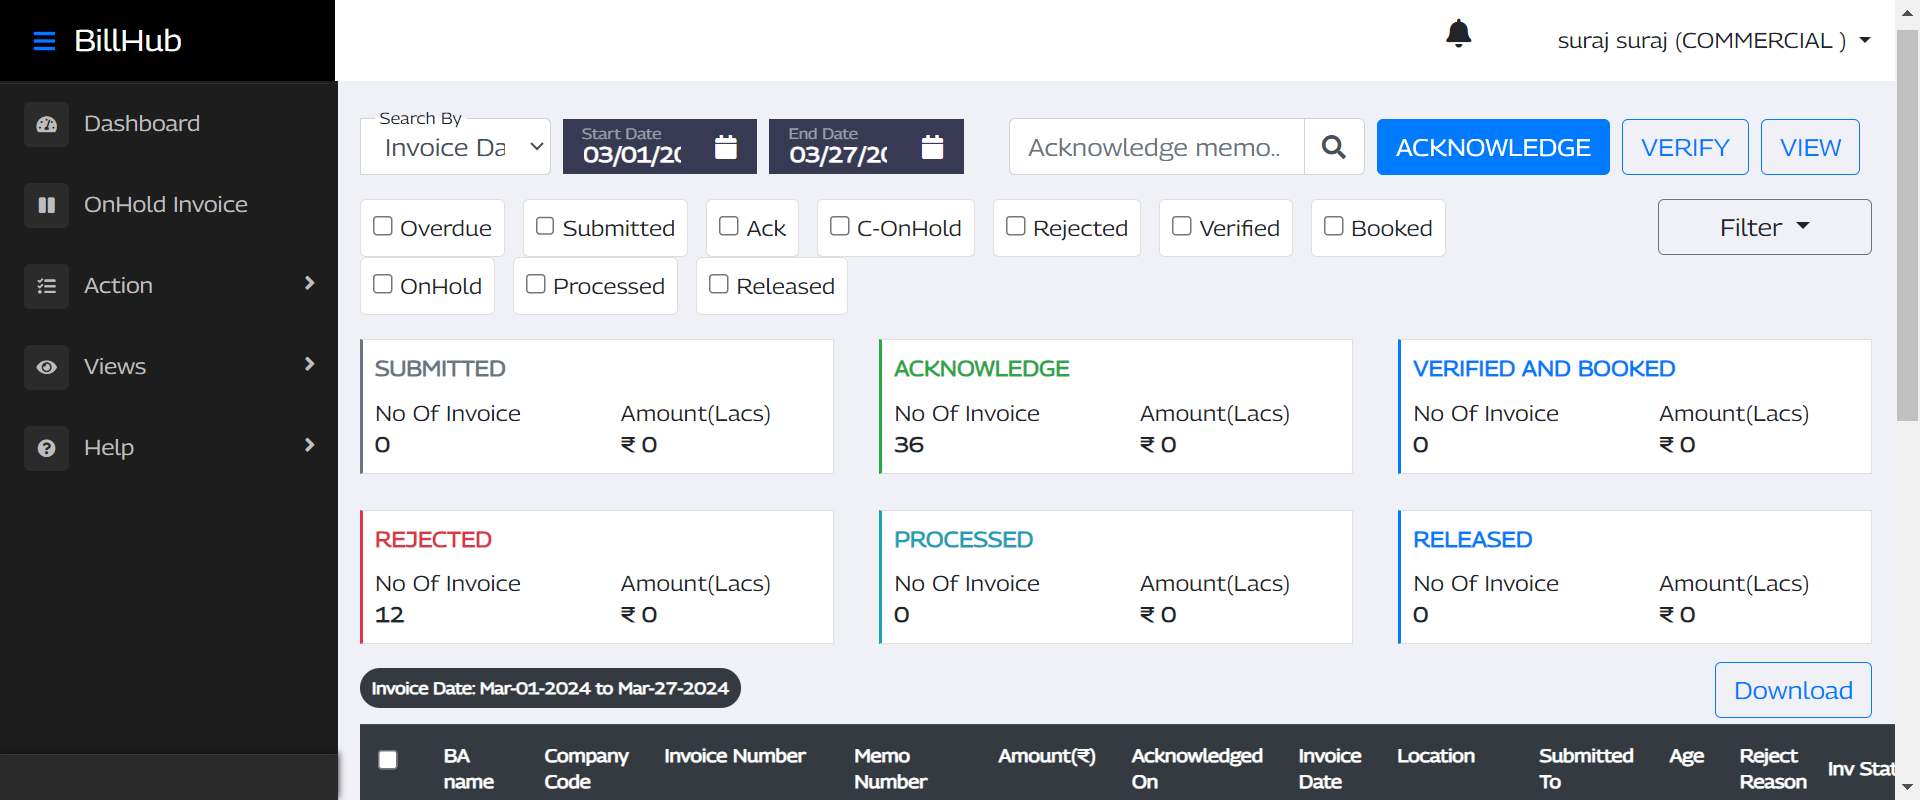 BillHub
suraj suraj (COMMERCIAL )
Dashboard
OnHold Invoice
Action
Views
Help
Search By
Invoice Da
Start Date
03/01/20
End Date
03/27/20
Acknowledge memo..
ACKNOWLEDGE
VERIFY
VIEW
Overdue
Submitted
Ack
C-OnHold
Rejected
Verified
Booked
Filter
OnHold
Processed
Released
SUBMITTED
No Of Invoice
Amount(Lacs)
0
₹ 0
ACKNOWLEDGE
No Of Invoice
Amount(Lacs)
36
₹ 0
VERIFIED AND BOOKED
No Of Invoice
Amount(Lacs)
0
₹ 0
REJECTED
No Of Invoice
Amount(Lacs)
12
₹ 0
PROCESSED
No Of Invoice
Amount(Lacs)
0
₹ 0
RELEASED
No Of Invoice
Amount(Lacs)
0
₹ 0
Invoice Date: Mar-01-2024 to Mar-27-2024
Download
BA
name
Company
Code
Invoice Number
Memo
Number
Amount(₹)
Acknowledged
On
Invoice
Date
Location
Submitted
To
Age
Reject
Reason
Inv Stat